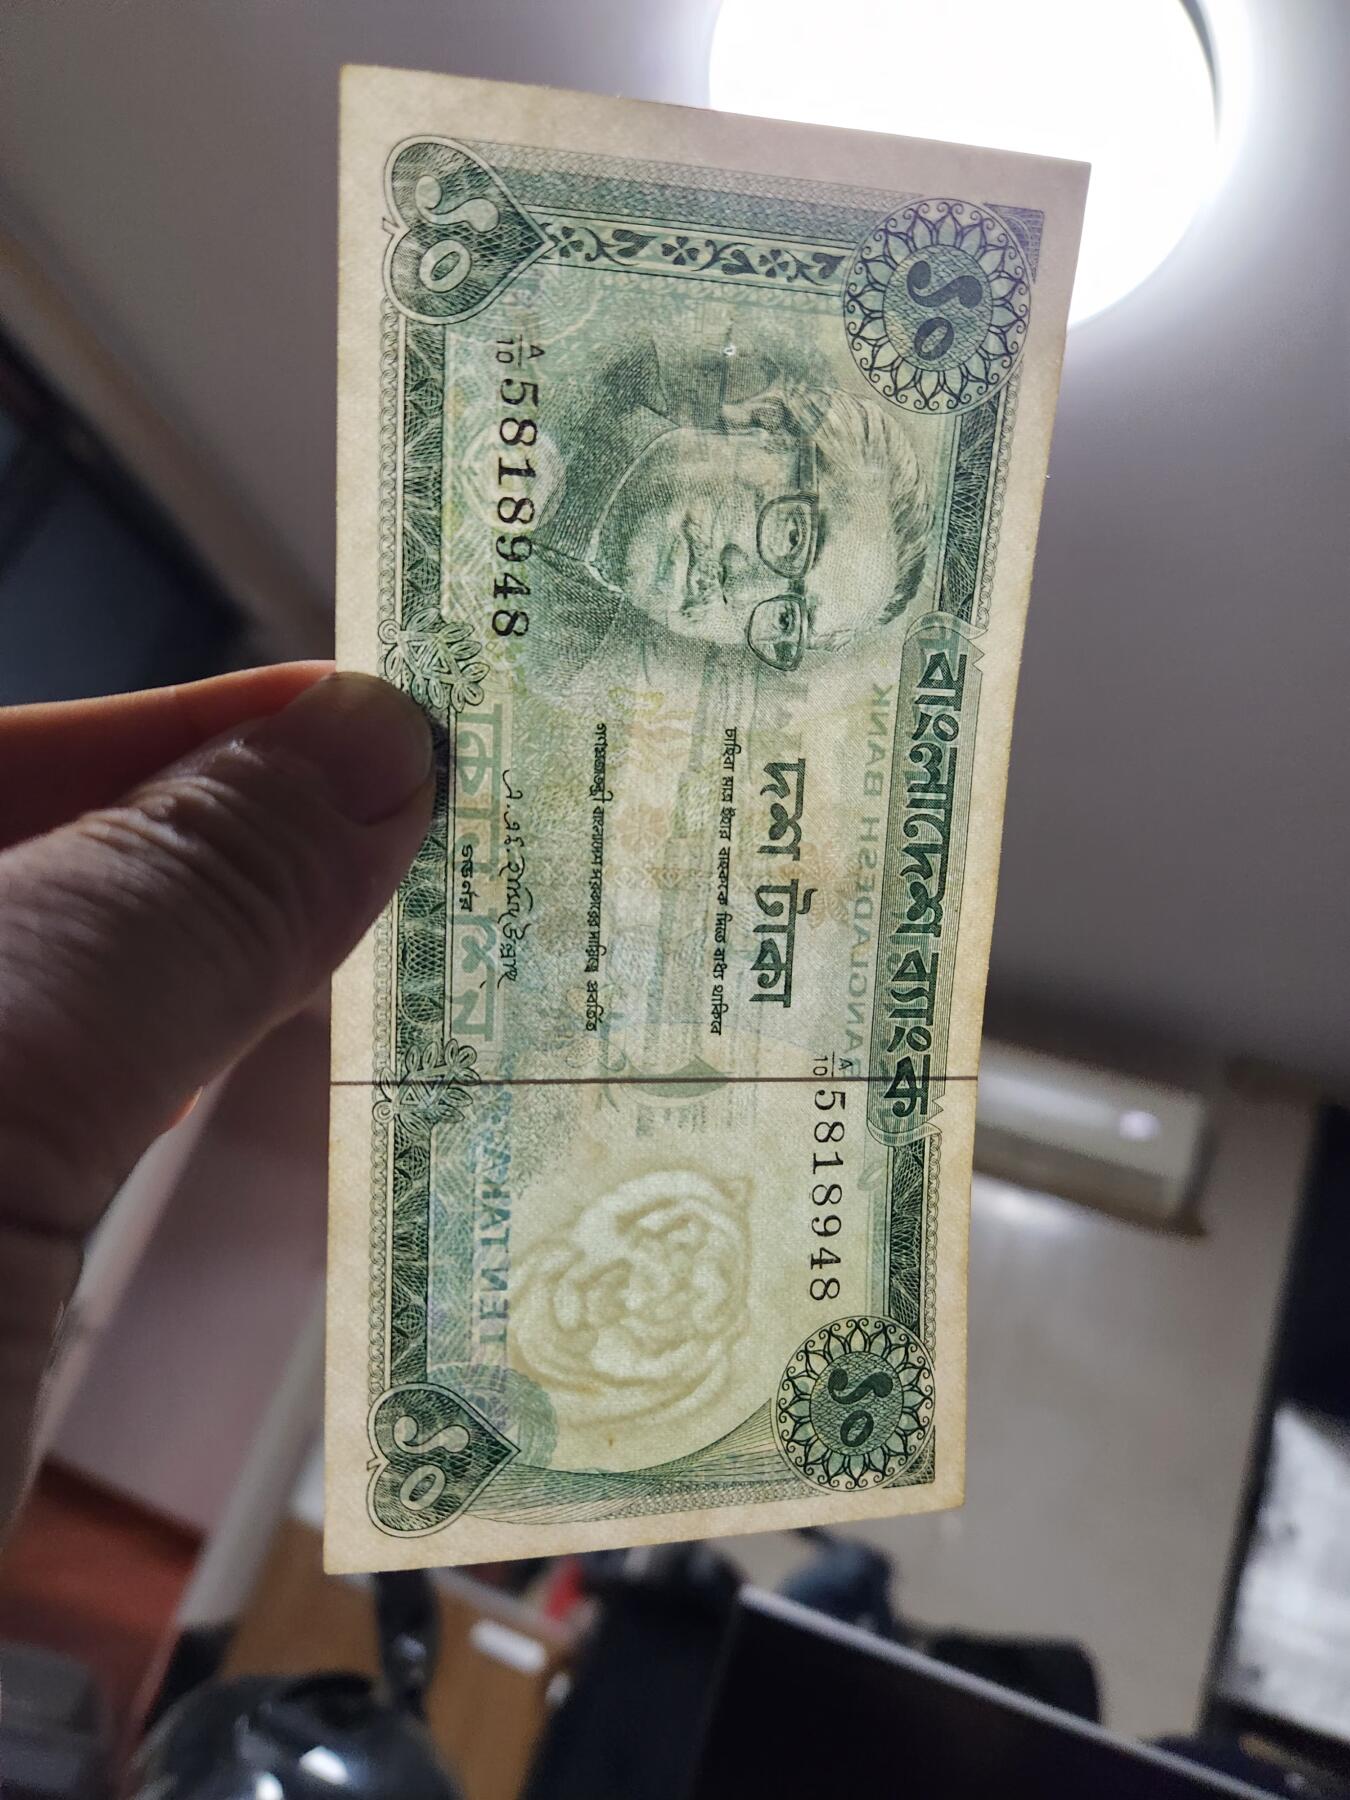 বাংলাদেশ ব্যাংক
A/10 5818948
১০
১০
দশ টাকা
চাহিবা মাত্র ইহার বাহককে দিতে বাধ্য থাকিবে
গণপ্রজাতন্ত্রী বাংলাদেশ সরকারের দায়িত্বে প্রবর্তিত
A/10 5818948
গভর্নর
১০
১০
BANGLADESH BANK
TEN TAKA